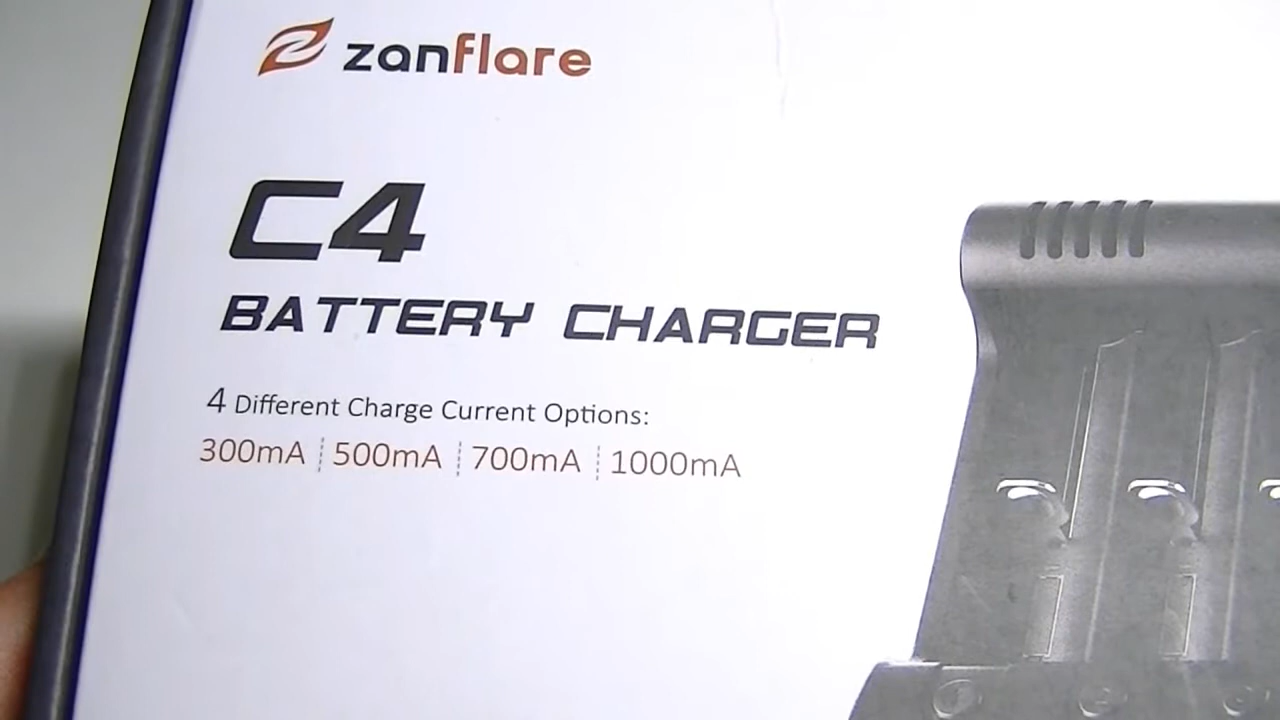 zanflare
C4
BATTERY CHARGER
4 Different Charge Current Options:
300mA 500mA 700mA 1000mA